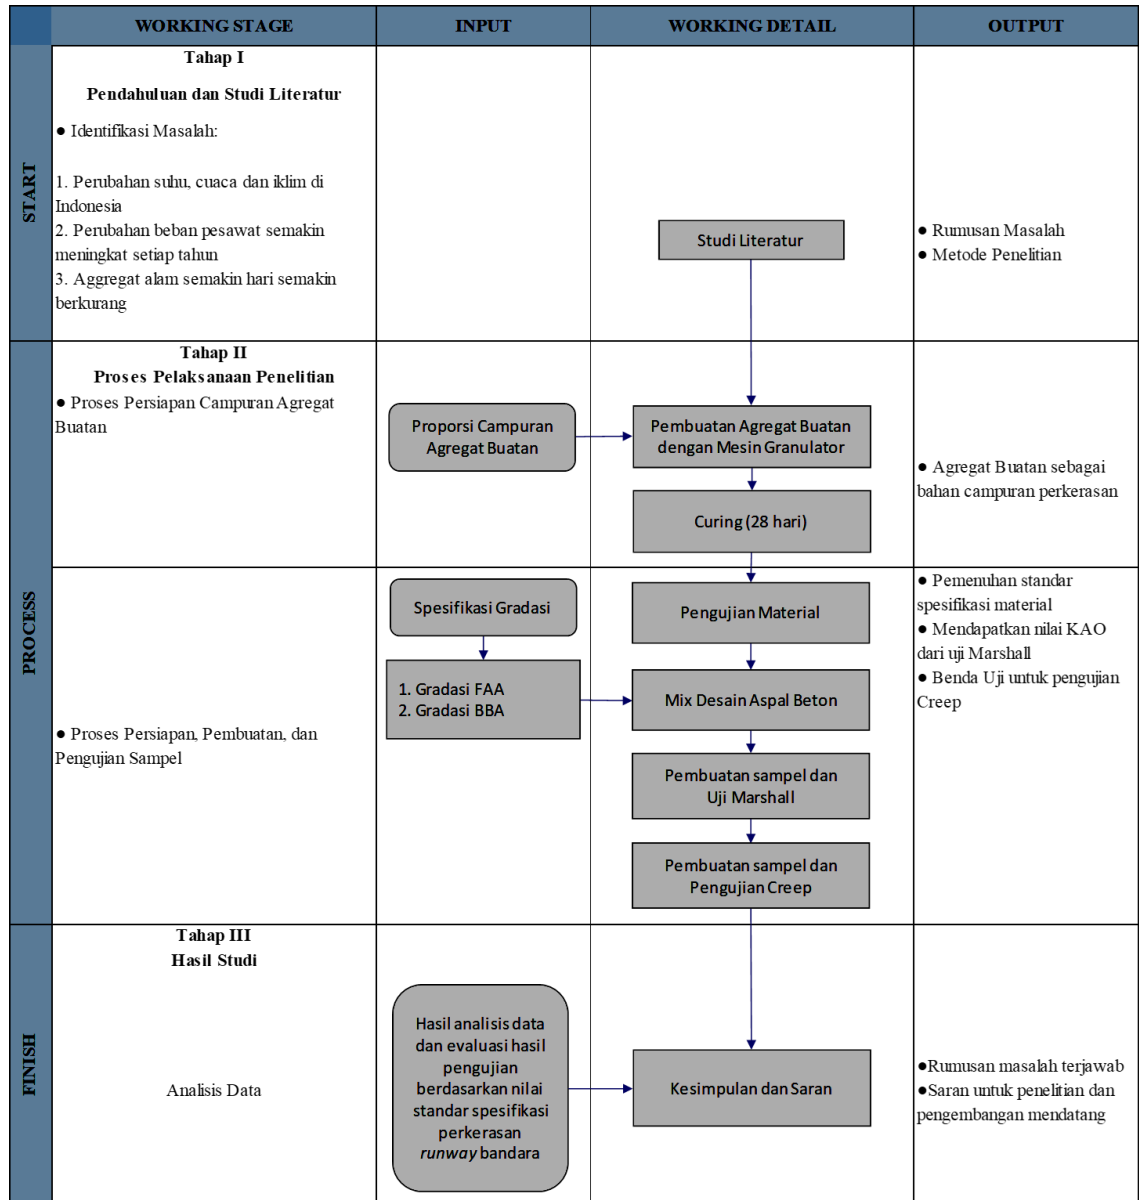 WORKING STAGE
INPUT
WORKING DETAIL
OUTPUT
START
Tahap I
Pendahuluan dan Studi Literatur
● Identifikasi Masalah:
1. Perubahan suhu, cuaca dan iklim di
Indonesia
2. Perubahan beban pesawat semakin
meningkat setiap tahun
3. Aggregat alam semakin hari semakin
berkurang
Studi Literatur
● Rumusan Masalah
● Metode Penelitian
PROCESS
Tahap II
Proses Pelaksanaan Penelitian
● Proses Persiapan Campuran Agregat
Buatan
Proporsi Campuran
Agregat Buatan
Pembuatan Agregat Buatan
dengan Mesin Granulator
Curing (28 hari)
● Agregat Buatan sebagai
bahan campuran perkerasan
● Proses Persiapan, Pembuatan, dan
Pengujian Sampel
Spesifikasi Gradasi
1. Gradasi FAA
2. Gradasi BBA
Pengujian Material
Mix Desain Aspal Beton
Pembuatan sampel dan
Uji Marshall
Pembuatan sampel dan
Pengujian Creep
● Pemenuhan standar
spesifikasi material
● Mendapatkan nilai KAO
dari uji Marshall
● Benda Uji untuk pengujian
Creep
FINISH
Tahap III
Hasil Studi
Analisis Data
Hasil analisis data
dan evaluasi hasil
pengujian
berdasarkan nilai
standar spesifikasi
perkerasan
runway bandara
Kesimpulan dan Saran
●Rumusan masalah terjawab
●Saran untuk penelitian dan
pengembangan mendatang